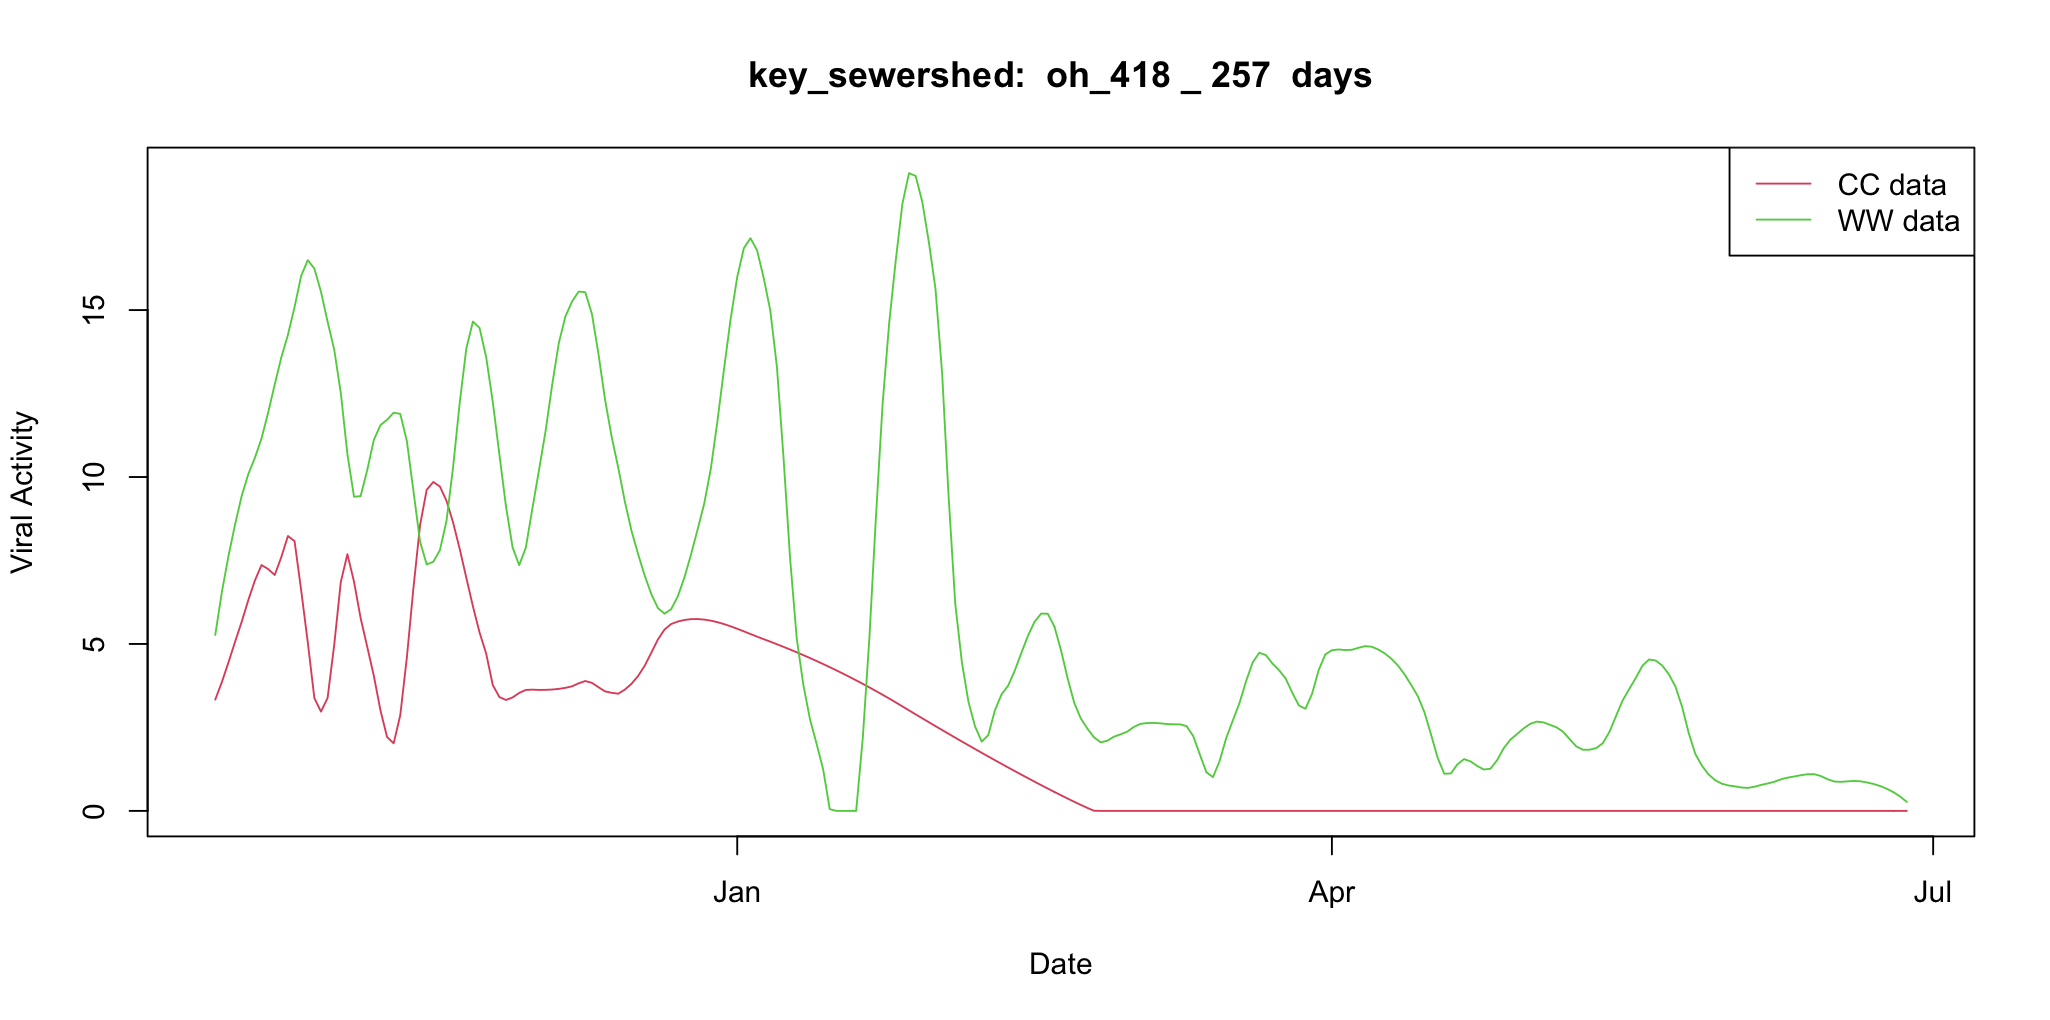 key_sewershed: oh_418 _ 257 days
CC data
WW data
Viral Activity
15
10
5
0
Jan
Apr
Jul
Date